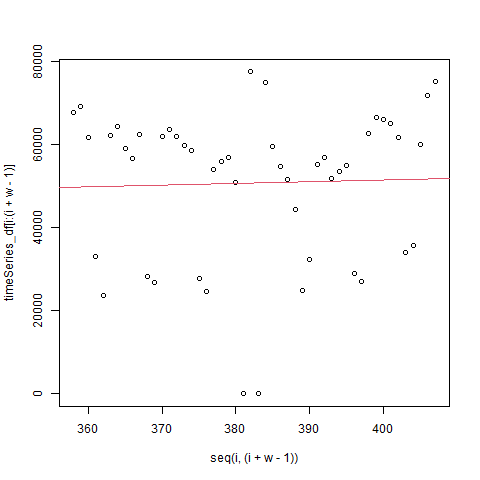 80000
60000
40000
20000
0
timeSeries_df[i:(i + w - 1)]
360 370 380 390 400
seq(i, (i + w - 1))